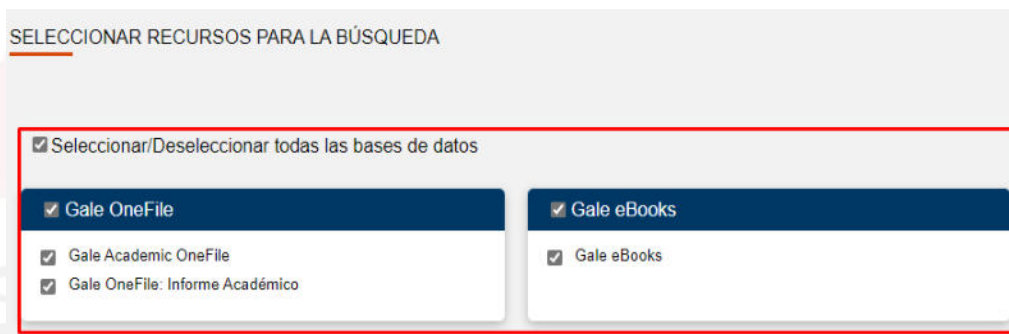 SELECCIONAR RECURSOS PARA LA BÚSQUEDA
Seleccionar/Deseleccionar todas las bases de datos
Gale OneFile
Gale Academic OneFile
Gale OneFile: Informe Académico
Gale eBooks
Gale eBooks